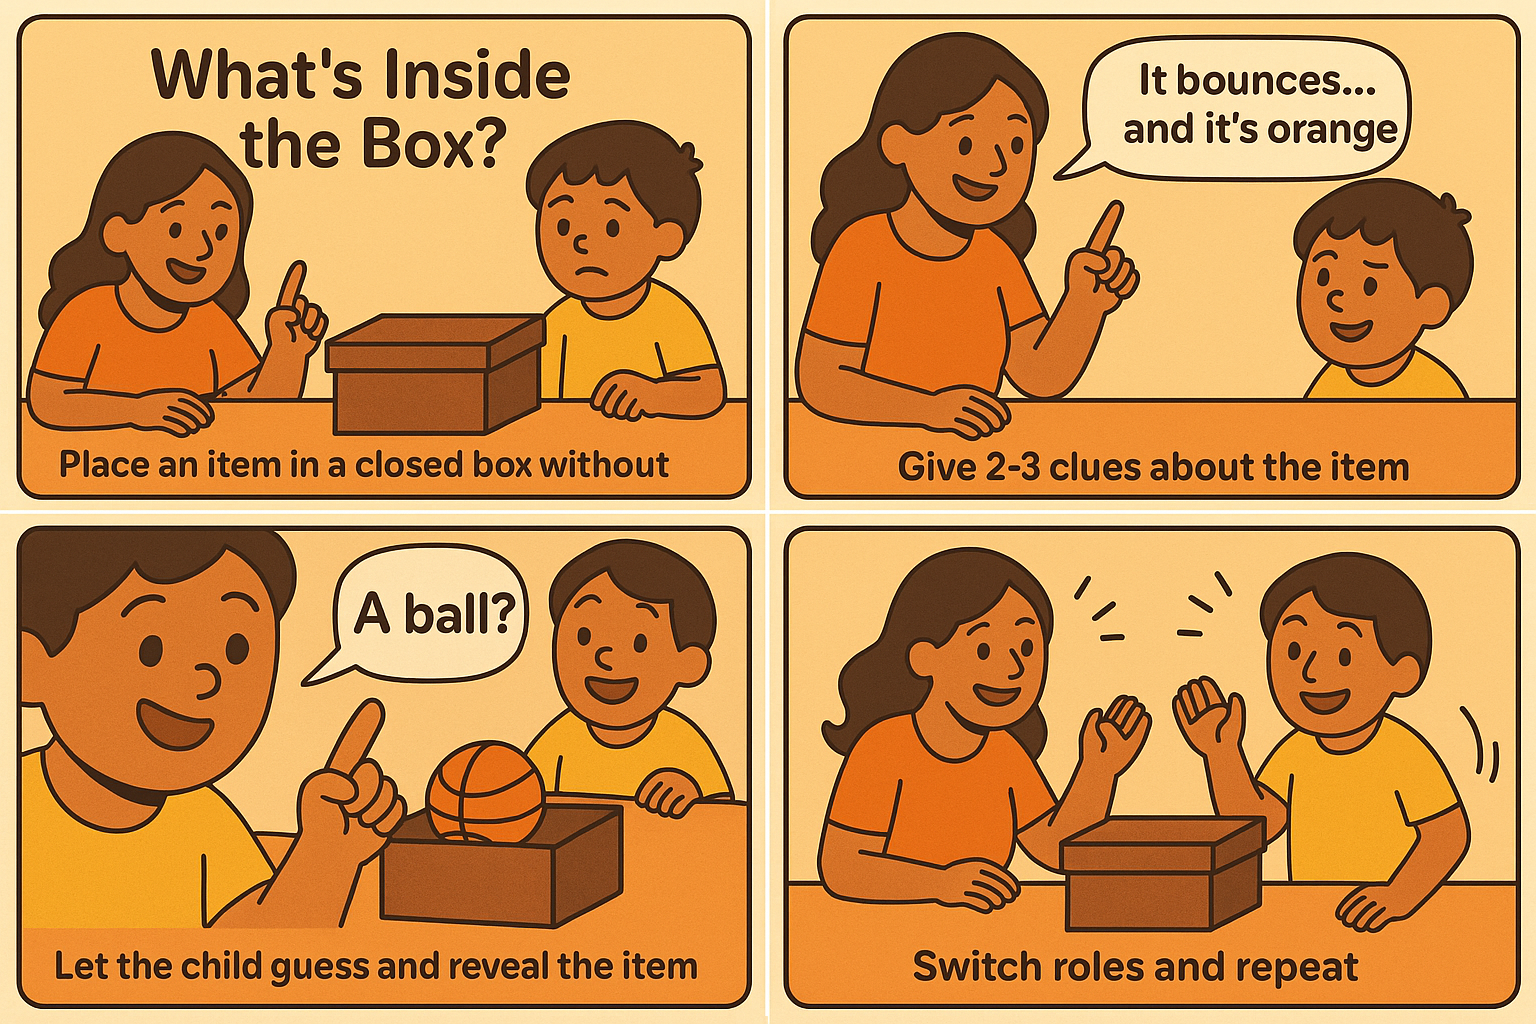 What's Inside
the Box?
Place an item in a closed box without
It bounces...
and it's orange
Give 2-3 clues about the item
A ball?
Let the child guess and reveal the item
Switch roles and repeat